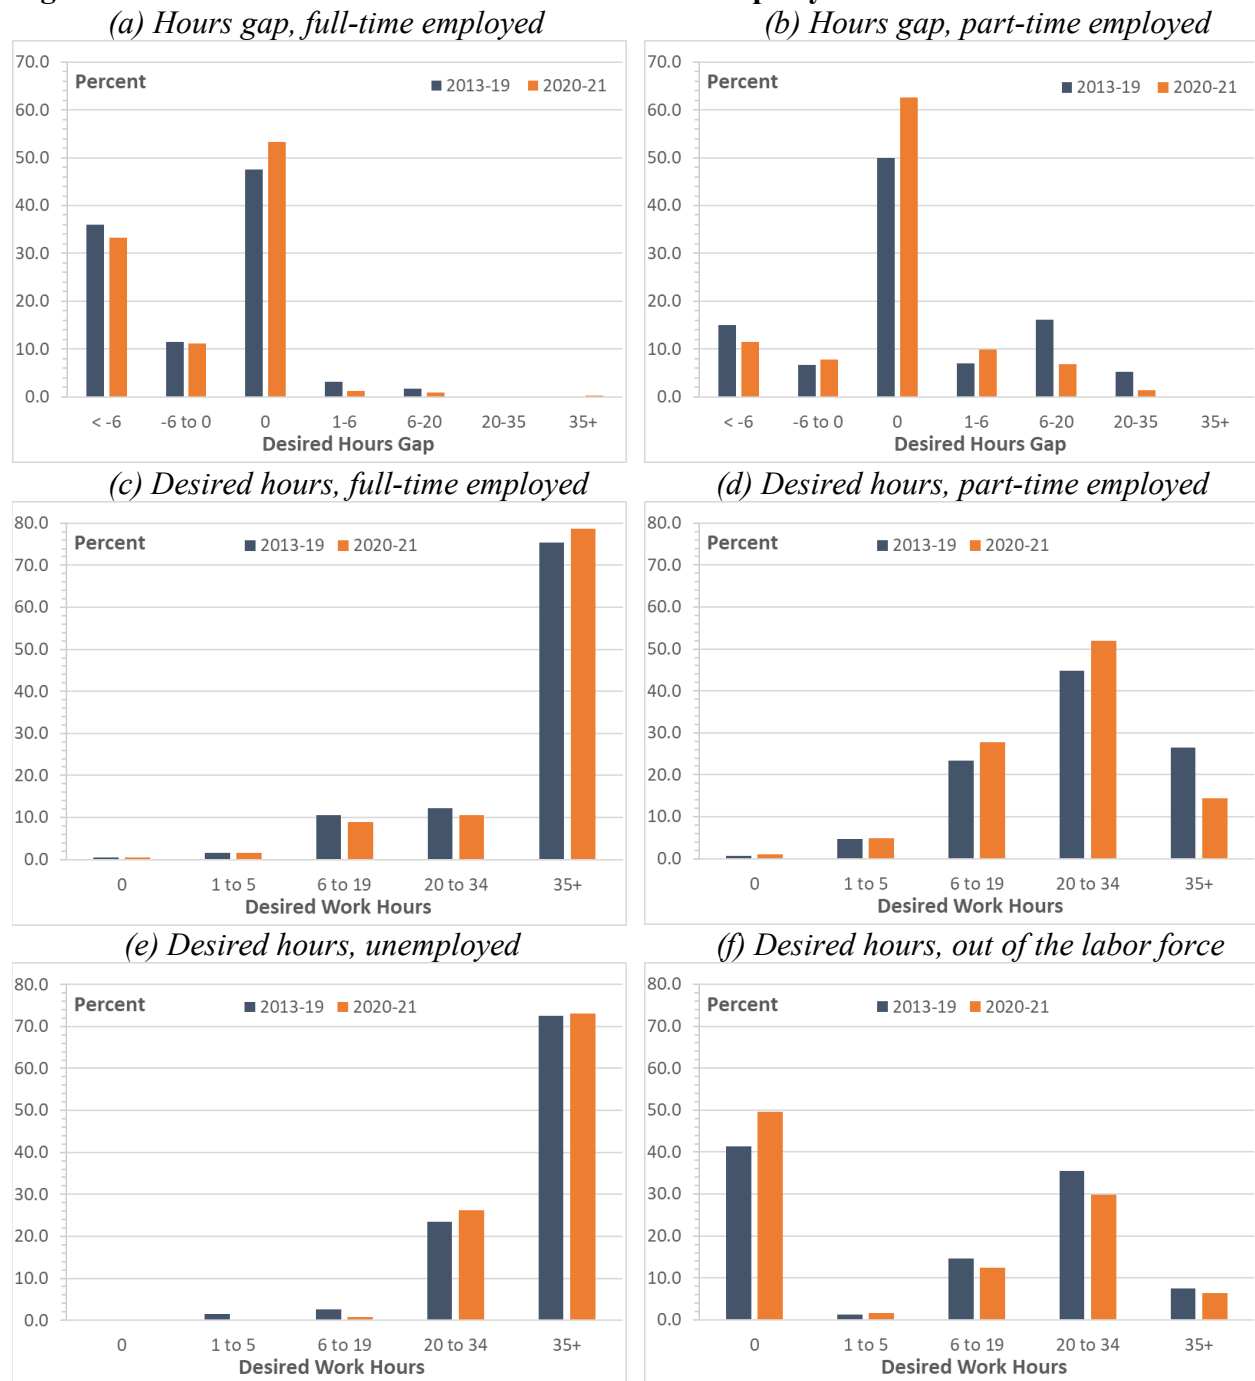 (a) Hours gap, full-time employed
70.0
Percent
2013-19 2020-21
60.0
50.0
40.0
30.0
20.0
10.0
0.0
< -6 -6 to 0 0 1-6 6-20 20-35 35+
Desired Hours Gap
(b) Hours gap, part-time employed
70.0
Percent
2013-19 2020-21
60.0
50.0
40.0
30.0
20.0
10.0
0.0
< -6 -6 to 0 0 1-6 6-20 20-35 35+
Desired Hours Gap
(c) Desired hours, full-time employed
80.0
Percent
2013-19 2020-21
70.0
60.0
50.0
40.0
30.0
20.0
10.0
0.0
0 1 to 5 6 to 19 20 to 34 35+
Desired Work Hours
(d) Desired hours, part-time employed
80.0
Percent
2013-19 2020-21
70.0
60.0
50.0
40.0
30.0
20.0
10.0
0.0
0 1 to 5 6 to 19 20 to 34 35+
Desired Work Hours
(e) Desired hours, unemployed
80.0
Percent
2013-19 2020-21
70.0
60.0
50.0
40.0
30.0
20.0
10.0
0.0
0 1 to 5 6 to 19 20 to 34 35+
Desired Work Hours
(f) Desired hours, out of the labor force
80.0
Percent
2013-19 2020-21
70.0
60.0
50.0
40.0
30.0
20.0
10.0
0.0
0 1 to 5 6 to 19 20 to 34 35+
Desired Work Hours